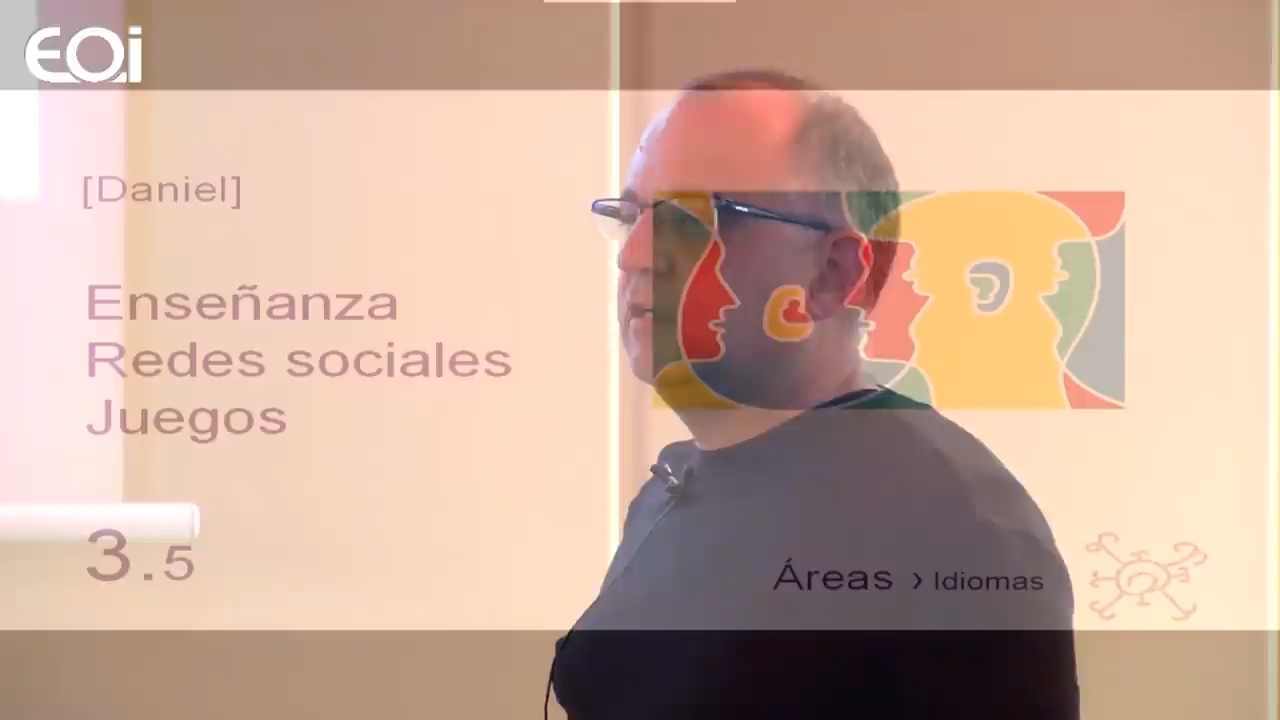 EOi
[Daniel]
Enseñanza
Redes sociales
Juegos
3.5
Áreas › Idiomas